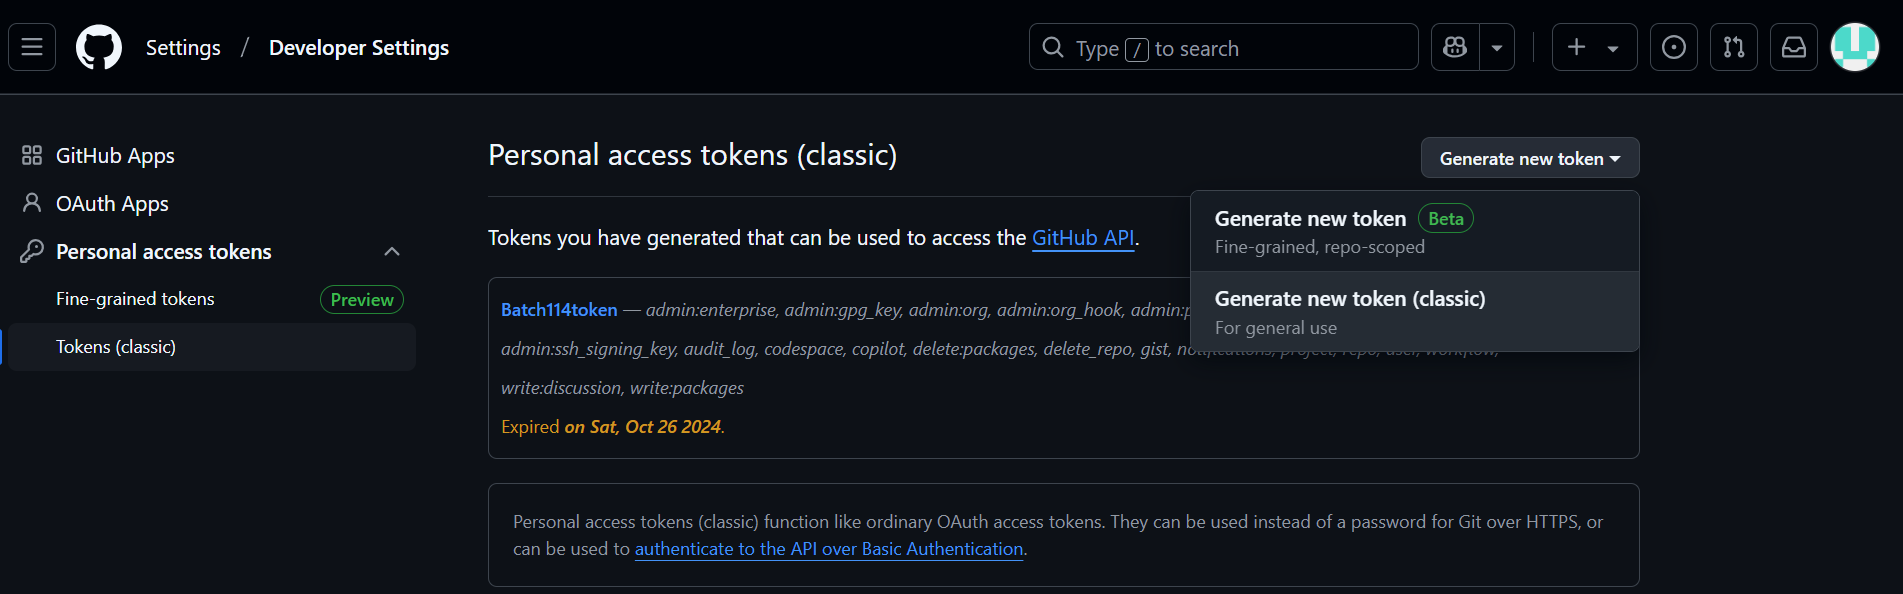 Settings / Developer Settings
Type / to search
GitHub Apps
OAuth Apps
Personal access tokens
Fine-grained tokens Preview
Tokens (classic)
Personal access tokens (classic)
Generate new token
Generate new token Beta
Fine-grained, repo-scoped
Generate new token (classic)
For general use
Tokens you have generated that can be used to access the GitHub API.
Batch114token — admin:enterprise, admin:gpg_key, admin:org, admin:org_hook,
admin:ssh_signing_key, audit_log, codespace, copilot, delete:packages, delete_repo, gist, notifications, project, repo, user, workflow,
write:discussion, write:packages
Expired on Sat, Oct 26 2024.
Personal access tokens (classic) function like ordinary OAuth access tokens. They can be used instead of a password for Git over HTTPS, or
can be used to authenticate to the API over Basic Authentication.